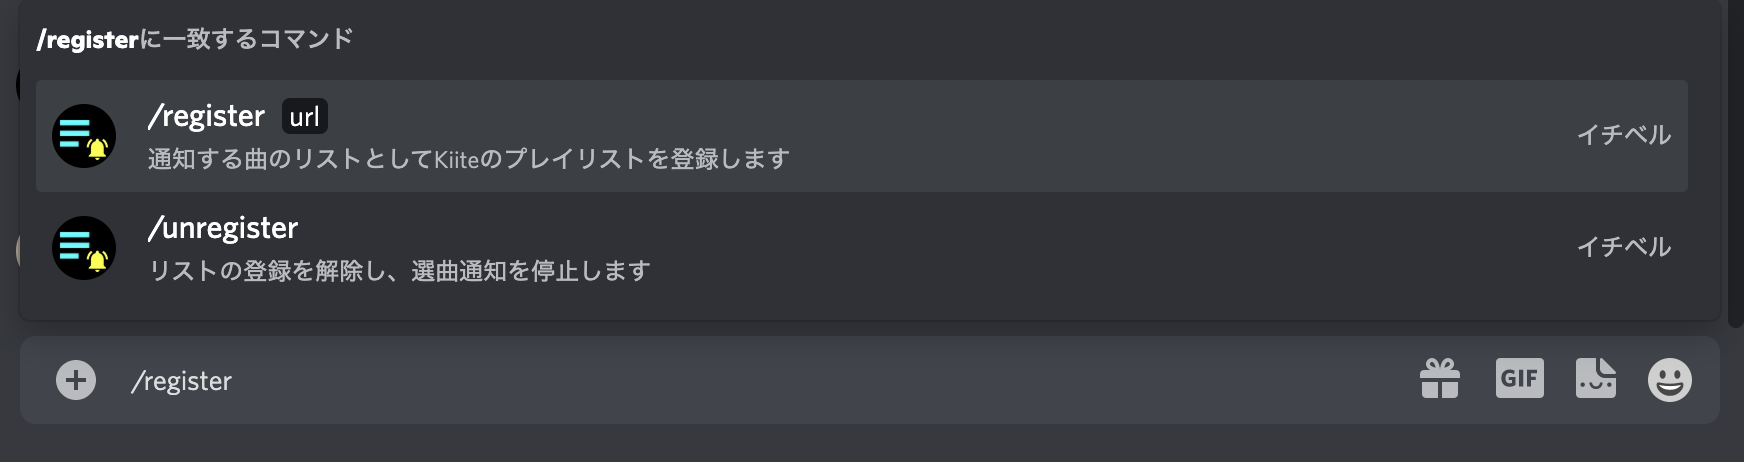 /registerに一致するコマンド
/register url
通知する曲のリストとしてKiiteのプレイリストを登録します
イチベル
/unregister
リストの登録を解除し、選曲通知を停止します
イチベル
/register
GIF